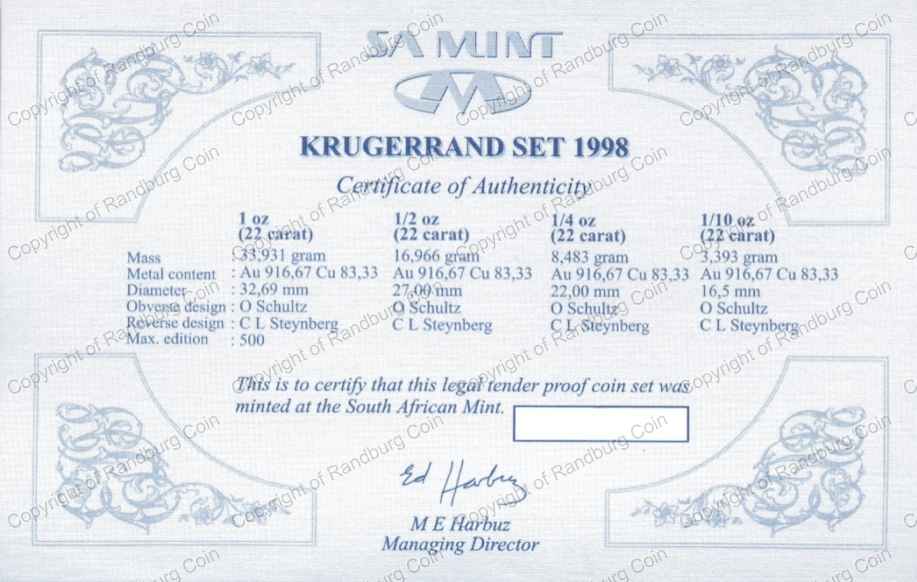 SA MINT
KRUGERRAND SET 1998
Certificate of Authenticity
1 oz 1/2 oz 1/4 oz 1/10 oz
(22 carat) (22 carat) (22 carat) (22 carat)
Mass : 33,931 gram 16,966 gram 8,483 gram 3,393 gram
Metal content : Au 916,67 Cu 83,33 Au 916,67 Cu 83,33 Au 916,67 Cu 83,33 Au 916,67 Cu 83,33
Diameter : 32,69 mm 27,00 mm 22,00 mm 16,5 mm
Obverse design : O Schultz O Schultz O Schultz O Schultz
Reverse design : C L Steynberg C L Steynberg C L Steynberg C L Steynberg
Max. edition : 500
This is to certify that this legal tender proof coin set was
minted at the South African Mint.
Ed Harbuz
M E Harbuz
Managing Director
Copyright of Randburg Coin